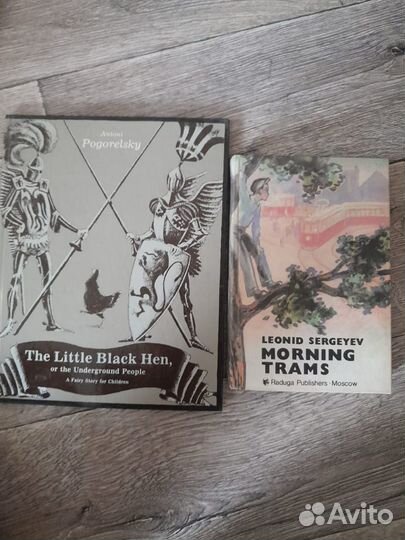 Antoni
Pogorelsky
The Little Black Hen,
or the Underground People
A Fairy Story for Children
LEONID SERGEYEV
MORNING
TRAMS
Raduga Publishers · Moscow
Avito